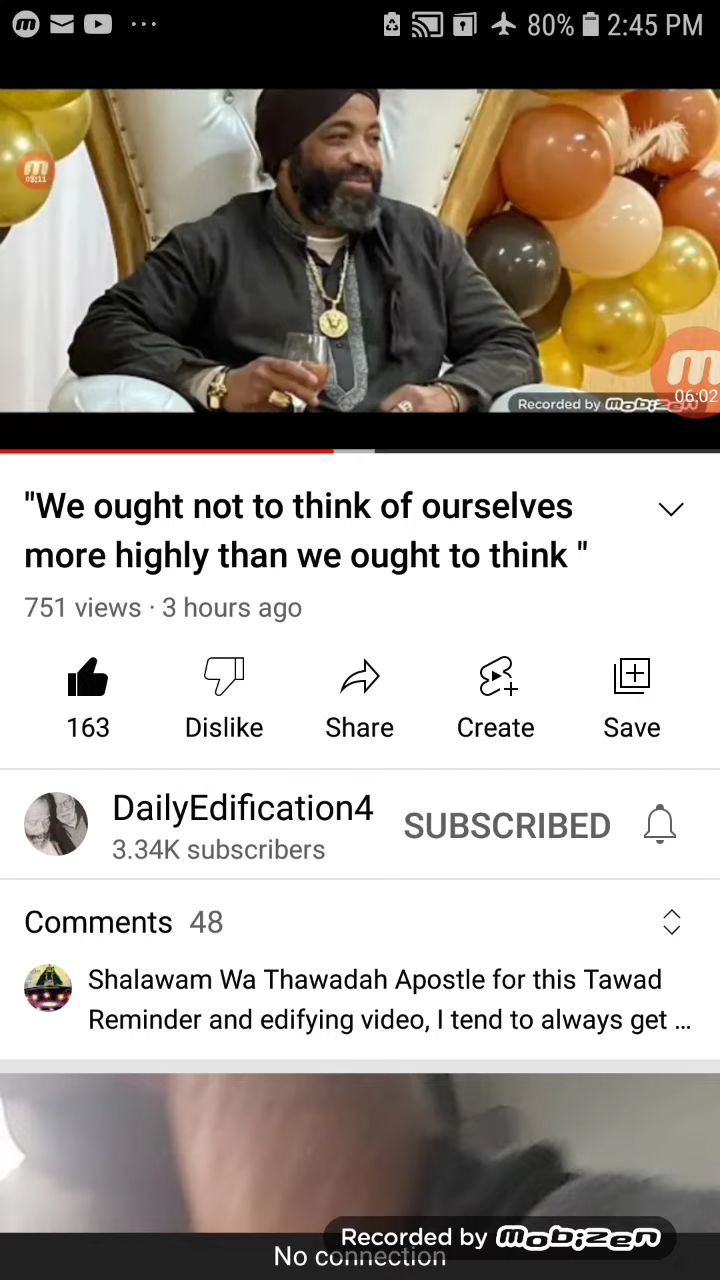 80% 2:45 PM
m
09:11
m
06:02
Recorded by mobizen
"We ought not to think of ourselves
more highly than we ought to think "
751 views · 3 hours ago
163 Dislike Share Create Save
DailyEdification4
3.34K subscribers
SUBSCRIBED
Comments 48
Shalawam Wa Thawadah Apostle for this Tawad
Reminder and edifying video, I tend to always get ...
Recorded by mobizen
No connection